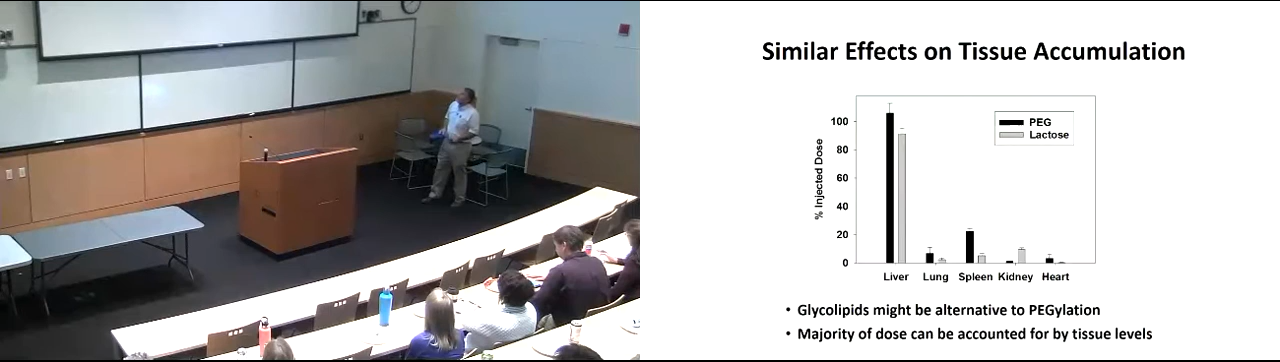 Similar Effects on Tissue Accumulation
% Injected Dose
100
80
60
40
20
0
PEG
Lactose
Liver Lung Spleen Kidney Heart
• Glycolipids might be alternative to PEGylation
• Majority of dose can be accounted for by tissue levels